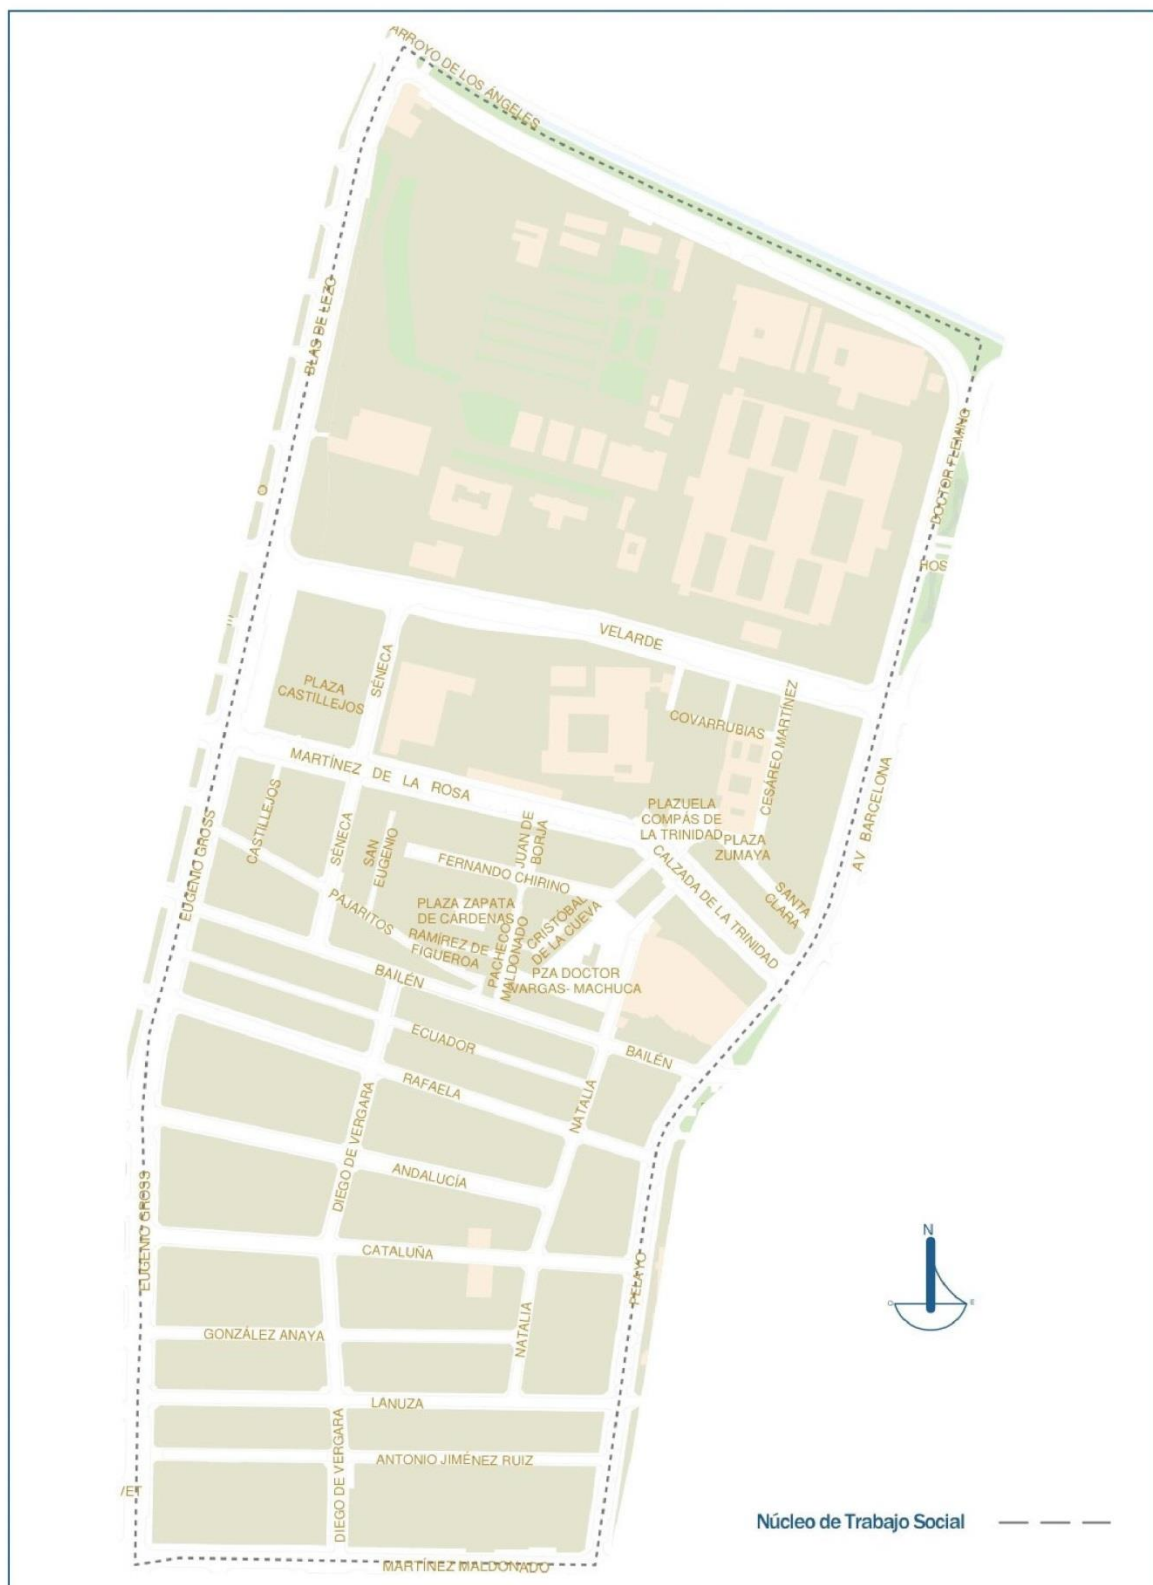 ARROYO DE LOS ÁNGELES
BLAS DE LEZO
DOCTOR FLEMING
O
HOS
VELARDE
SÉNECA
PLAZA
CASTILLEJOS
COVARRUBIAS
CESÁREO MARTÍNEZ
AV BARCELONA
MARTÍNEZ DE LA ROSA
PLAZUELA
COMPÁS DE
LA TRINIDAD
PLAZA
ZUMAYA
EUGENIO GROSS
CASTILLEJOS
SÉNECA
SAN
EUGENIO
JUAN DE
BORJA
FERNANDO CHIRINO
CALZADA DE LA TRINIDAD
SANTA
CLARA
PAJARITOS
PLAZA ZAPATA
DE CÁRDENAS
RAMÍREZ DE
FIGUEROA
PACHECO
MALDONADO
CRISTÓBAL
DE LA CUEVA
PZA DOCTOR
VARGAS- MACHUCA
BAILÉN
ECUADOR
BAILÉN
RAFAELA
NATALIA
DIEGO DE VERGARA
ANDALUCÍA
EUGENIO GROSS
CATALUÑA
PELAYO
N
O
E
GONZÁLEZ ANAYA
NATALIA
LANUZA
DIEGO DE VERGARA
ANTONIO JIMÉNEZ RUIZ
VET
Núcleo de Trabajo Social
MARTÍNEZ MALDONADO